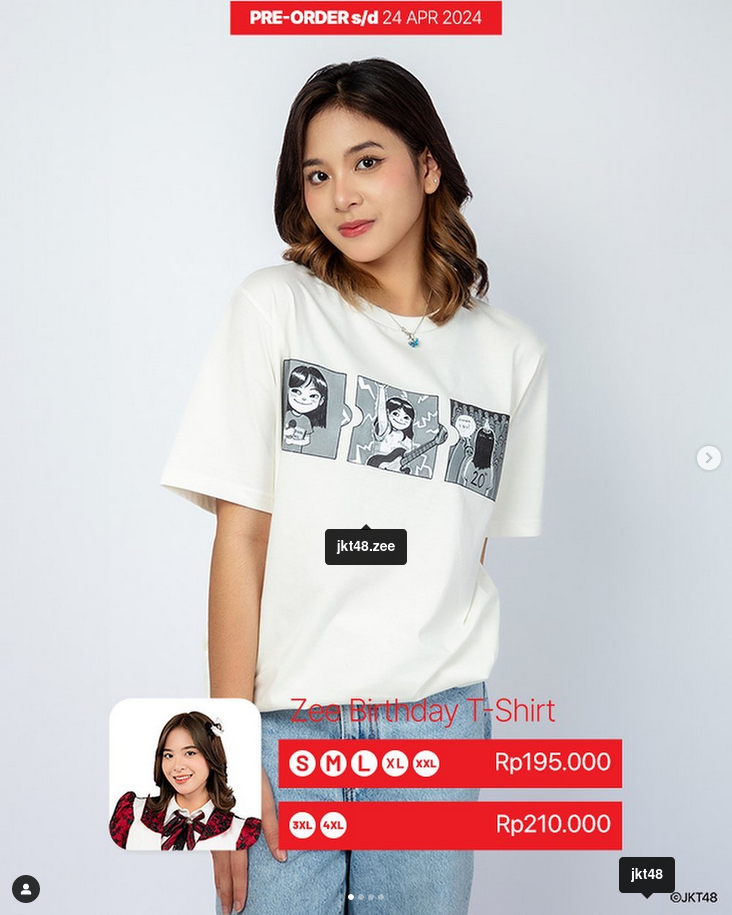 PRE-ORDER s/d 24 APR 2024
20
jkt48.zee
Zee Birthday T-Shirt
S M L XL XXL Rp195.000
3XL 4XL Rp210.000
jkt48
©JKT48